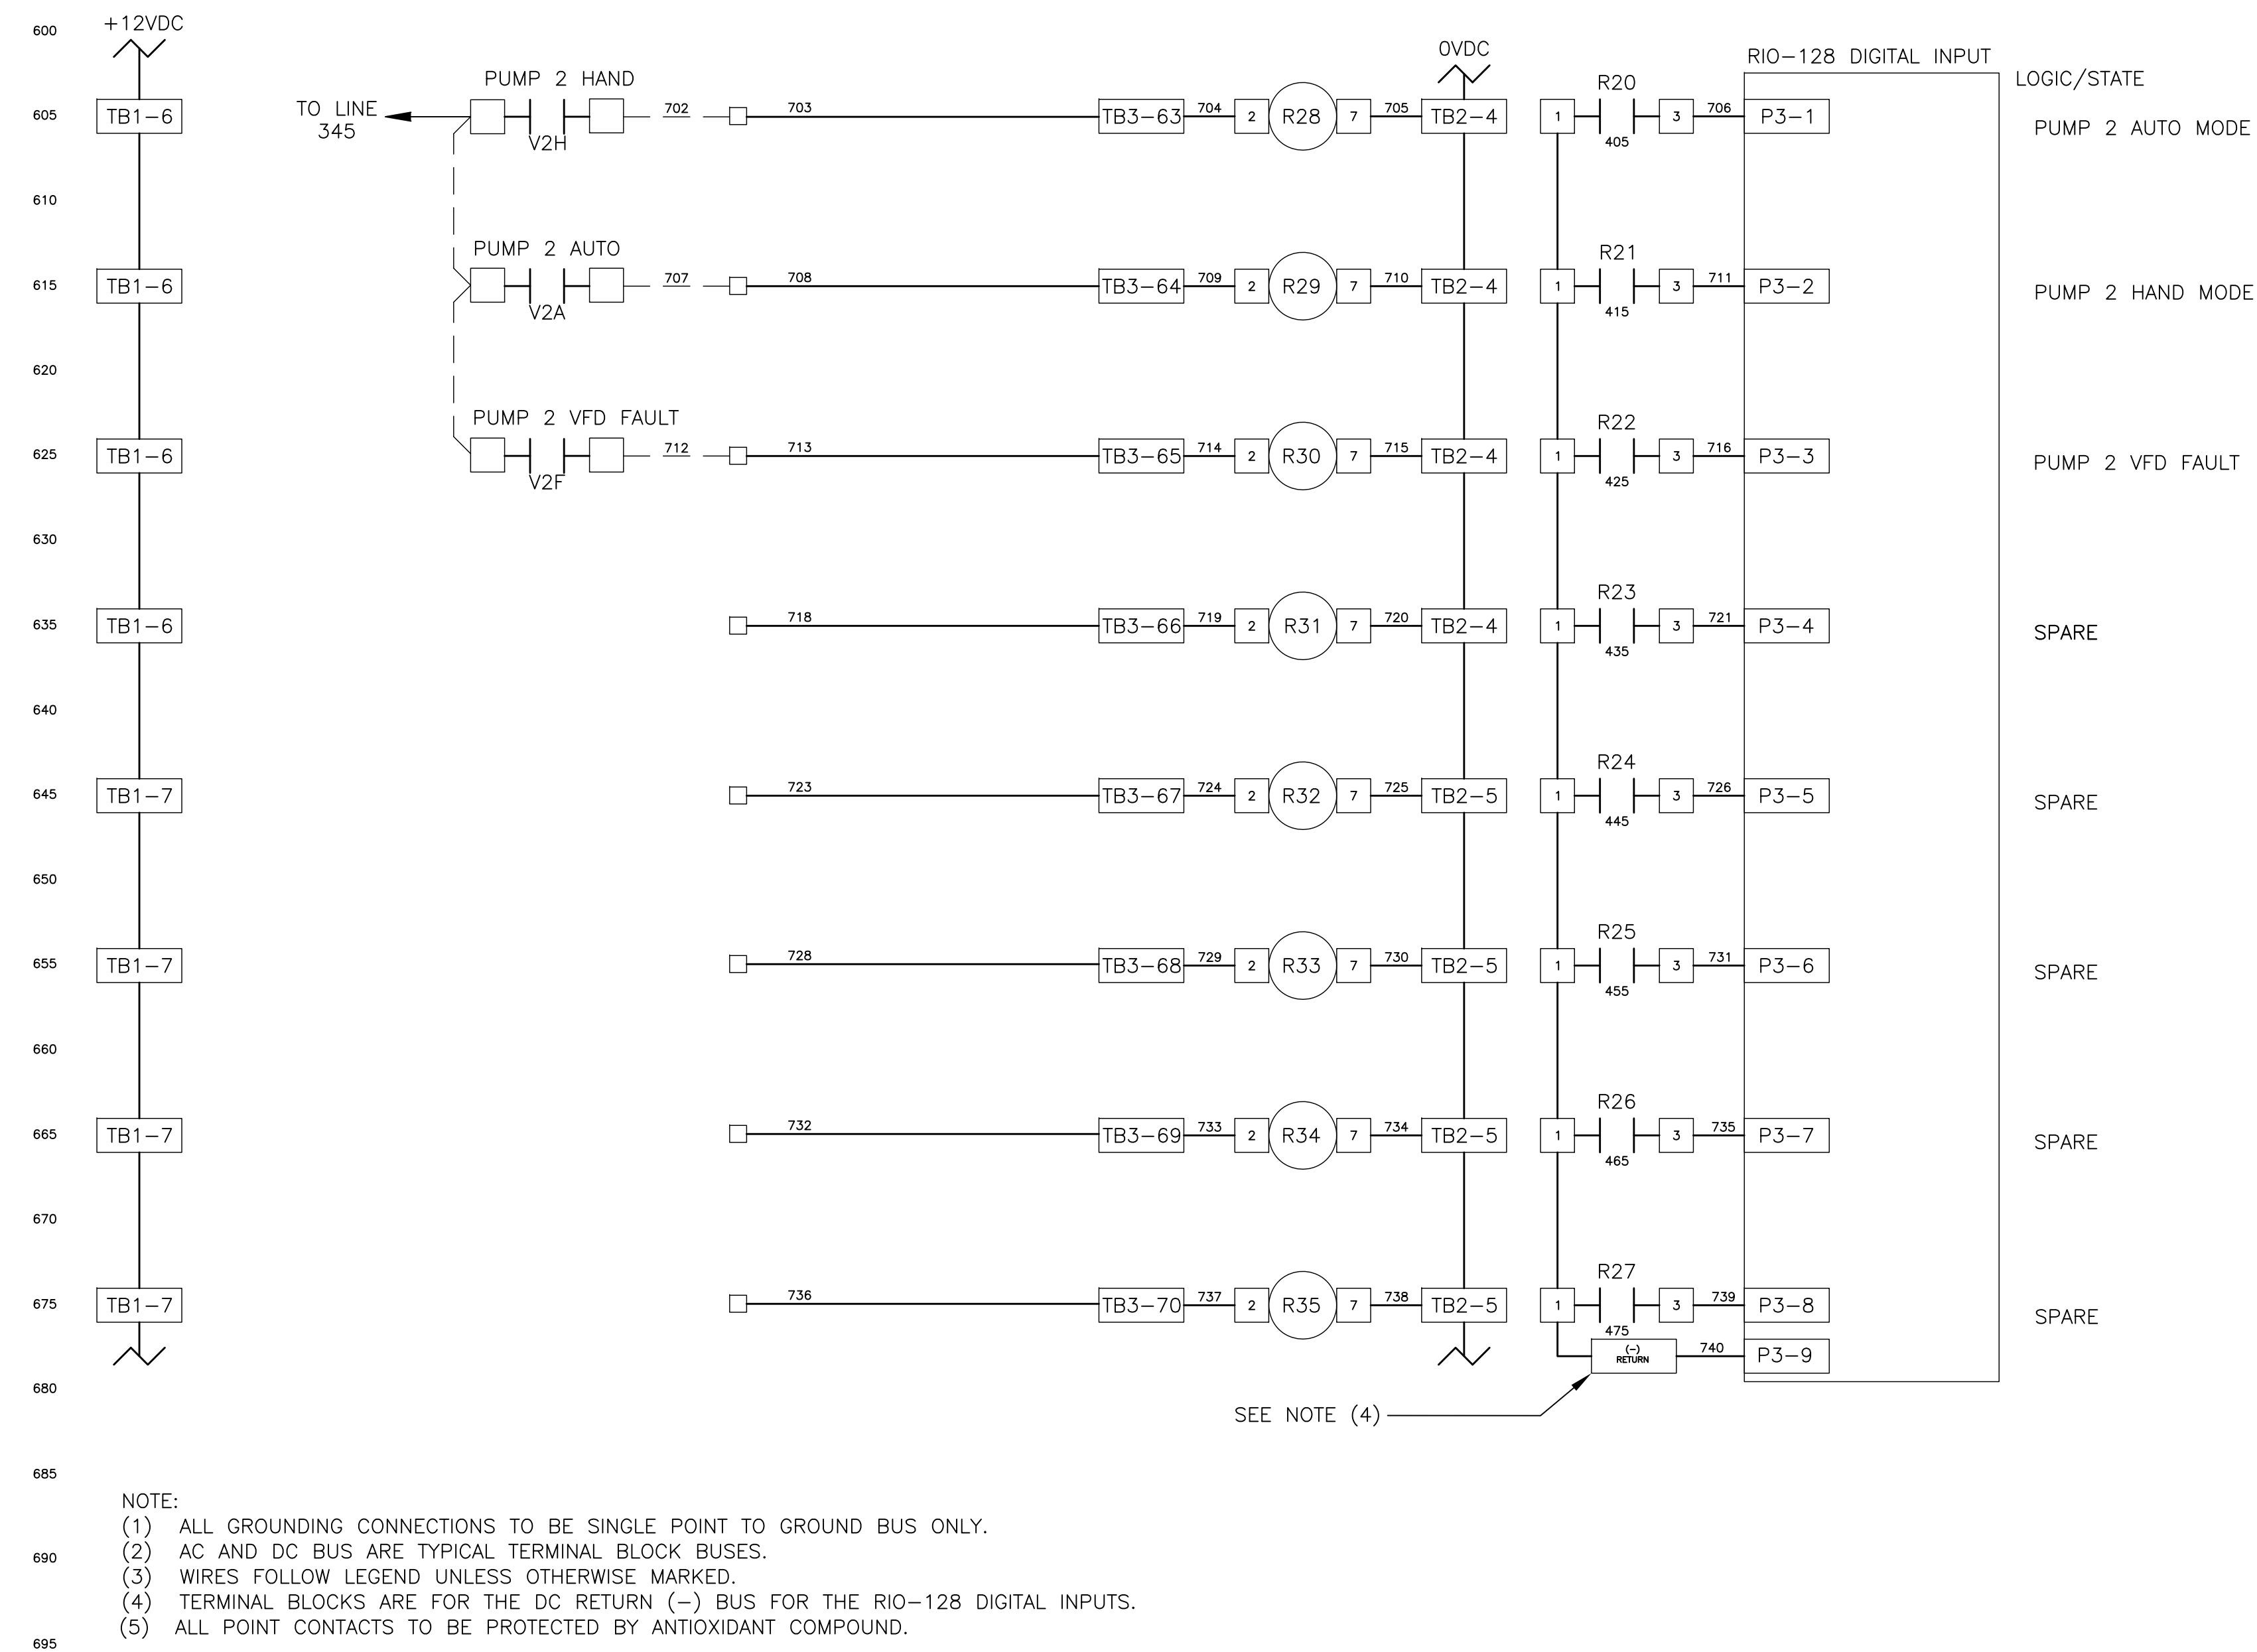 600
+12VDC
0VDC
RIO-128 DIGITAL INPUT
LOGIC/STATE
605
TB1-6
TO LINE
345
PUMP 2 HAND
V2H
702
703
TB3-63
704
2
R28
7
705
TB2-4
1
R20
405
3
706
P3-1
PUMP 2 AUTO MODE
610
615
TB1-6
PUMP 2 AUTO
V2A
707
708
TB3-64
709
2
R29
7
710
TB2-4
1
R21
415
3
711
P3-2
PUMP 2 HAND MODE
620
625
TB1-6
PUMP 2 VFD FAULT
V2F
712
713
TB3-65
714
2
R30
7
715
TB2-4
1
R22
425
3
716
P3-3
PUMP 2 VFD FAULT
630
635
TB1-6
718
TB3-66
719
2
R31
7
720
TB2-4
1
R23
435
3
721
P3-4
SPARE
640
645
TB1-7
723
TB3-67
724
2
R32
7
725
TB2-5
1
R24
445
3
726
P3-5
SPARE
650
655
TB1-7
728
TB3-68
729
2
R33
7
730
TB2-5
1
R25
455
3
731
P3-6
SPARE
660
665
TB1-7
732
TB3-69
733
2
R34
7
734
TB2-5
1
R26
465
3
735
P3-7
SPARE
670
675
TB1-7
736
TB3-70
737
2
R35
7
738
TB2-5
1
R27
475
3
739
P3-8
SPARE
(-)
RETURN
740
P3-9
680
SEE NOTE (4)
685
NOTE:
(1) ALL GROUNDING CONNECTIONS TO BE SINGLE POINT TO GROUND BUS ONLY.
690
(2) AC AND DC BUS ARE TYPICAL TERMINAL BLOCK BUSES.
(3) WIRES FOLLOW LEGEND UNLESS OTHERWISE MARKED.
(4) TERMINAL BLOCKS ARE FOR THE DC RETURN (-) BUS FOR THE RIO-128 DIGITAL INPUTS.
(5) ALL POINT CONTACTS TO BE PROTECTED BY ANTIOXIDANT COMPOUND.
695